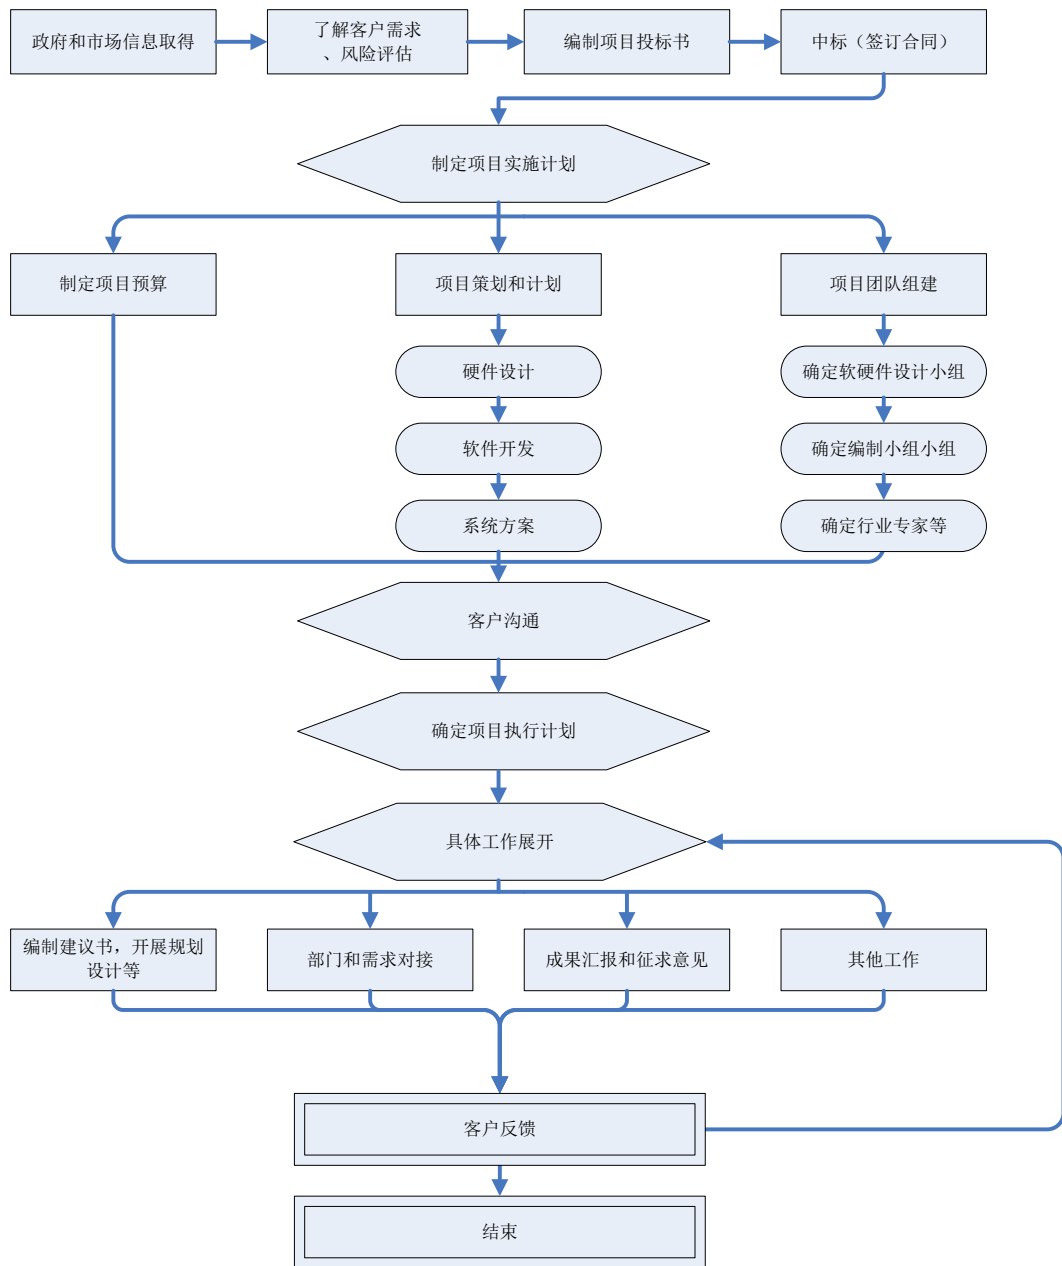 政府和市场信息取得
了解客户需求
、风险评估
编制项目投标书
中标（签订合同）
制定项目实施计划
制定项目预算
项目策划和计划
项目团队组建
硬件设计
确定软硬件设计小组
软件开发
确定编制小组小组
系统方案
确定行业专家等
客户沟通
确定项目执行计划
具体工作展开
编制建议书，开展规划
设计等
部门和需求对接
成果汇报和征求意见
其他工作
客户反馈
结束